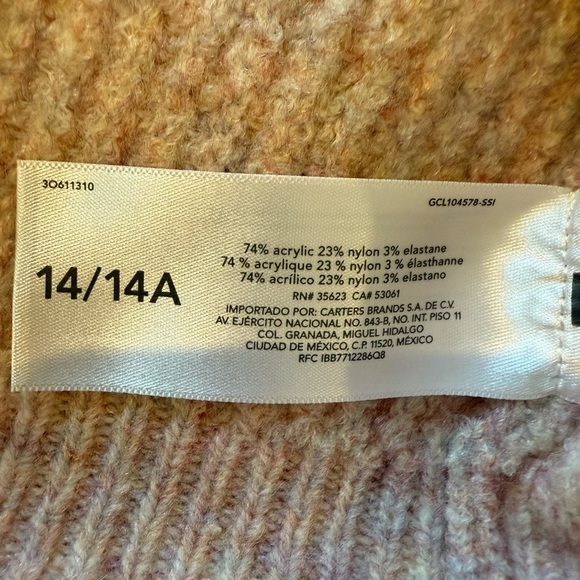 3O611310
GCL104578-SSI
14/14A
74% acrylic 23% nylon 3% elastane
74 % acrylique 23 % nylon 3 % élasthanne
74% acrílico 23% nylon 3% elastano
RN# 35623 CA# 53061
IMPORTADO POR: CARTERS BRANDS S.A. DE C.V.
AV. EJÉRCITO NACIONAL NO. 843-B, NO. INT. PISO 11
COL. GRANADA, MIGUEL HIDALGO
CIUDAD DE MÉXICO, C.P. 11520, MÉXICO
RFC IBB7712286Q8